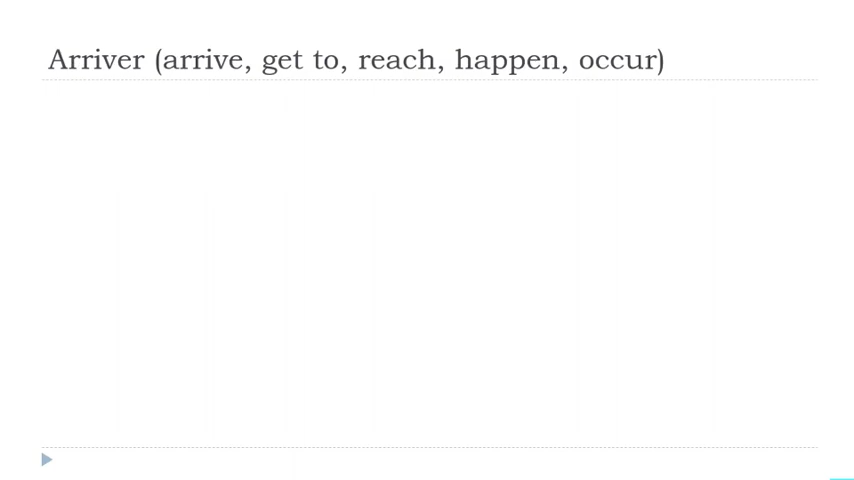 Arriver (arrive, get to, reach, happen, occur)